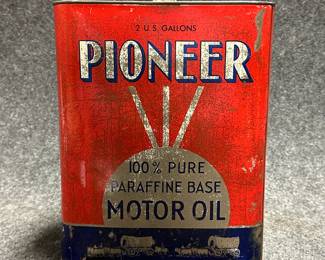 2 U.S. GALLONS
PIONEER
100% PURE
PARAFFINE BASE
MOTOR OIL